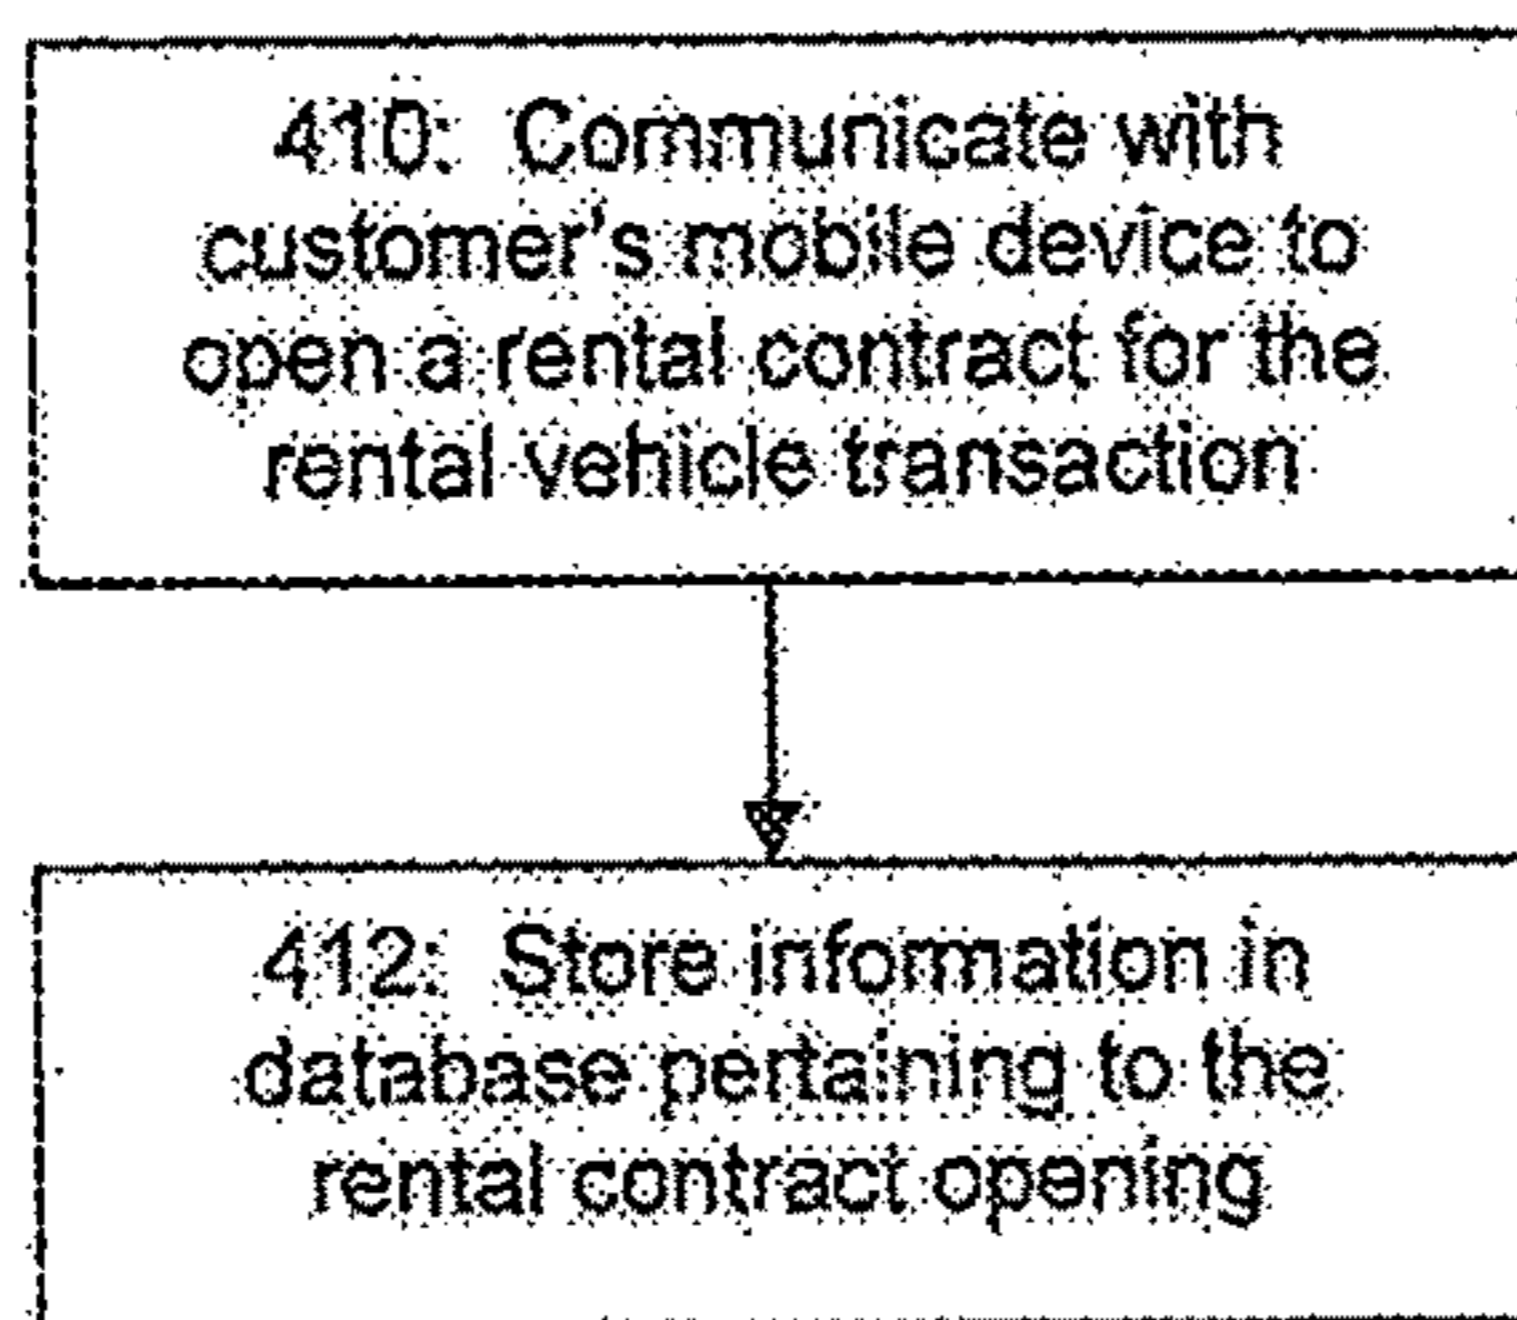 410: Communicate with
customer's mobile device to
open a rental contract for the
rental vehicle transaction
412: Store information in
database pertaining to the
rental contract opening